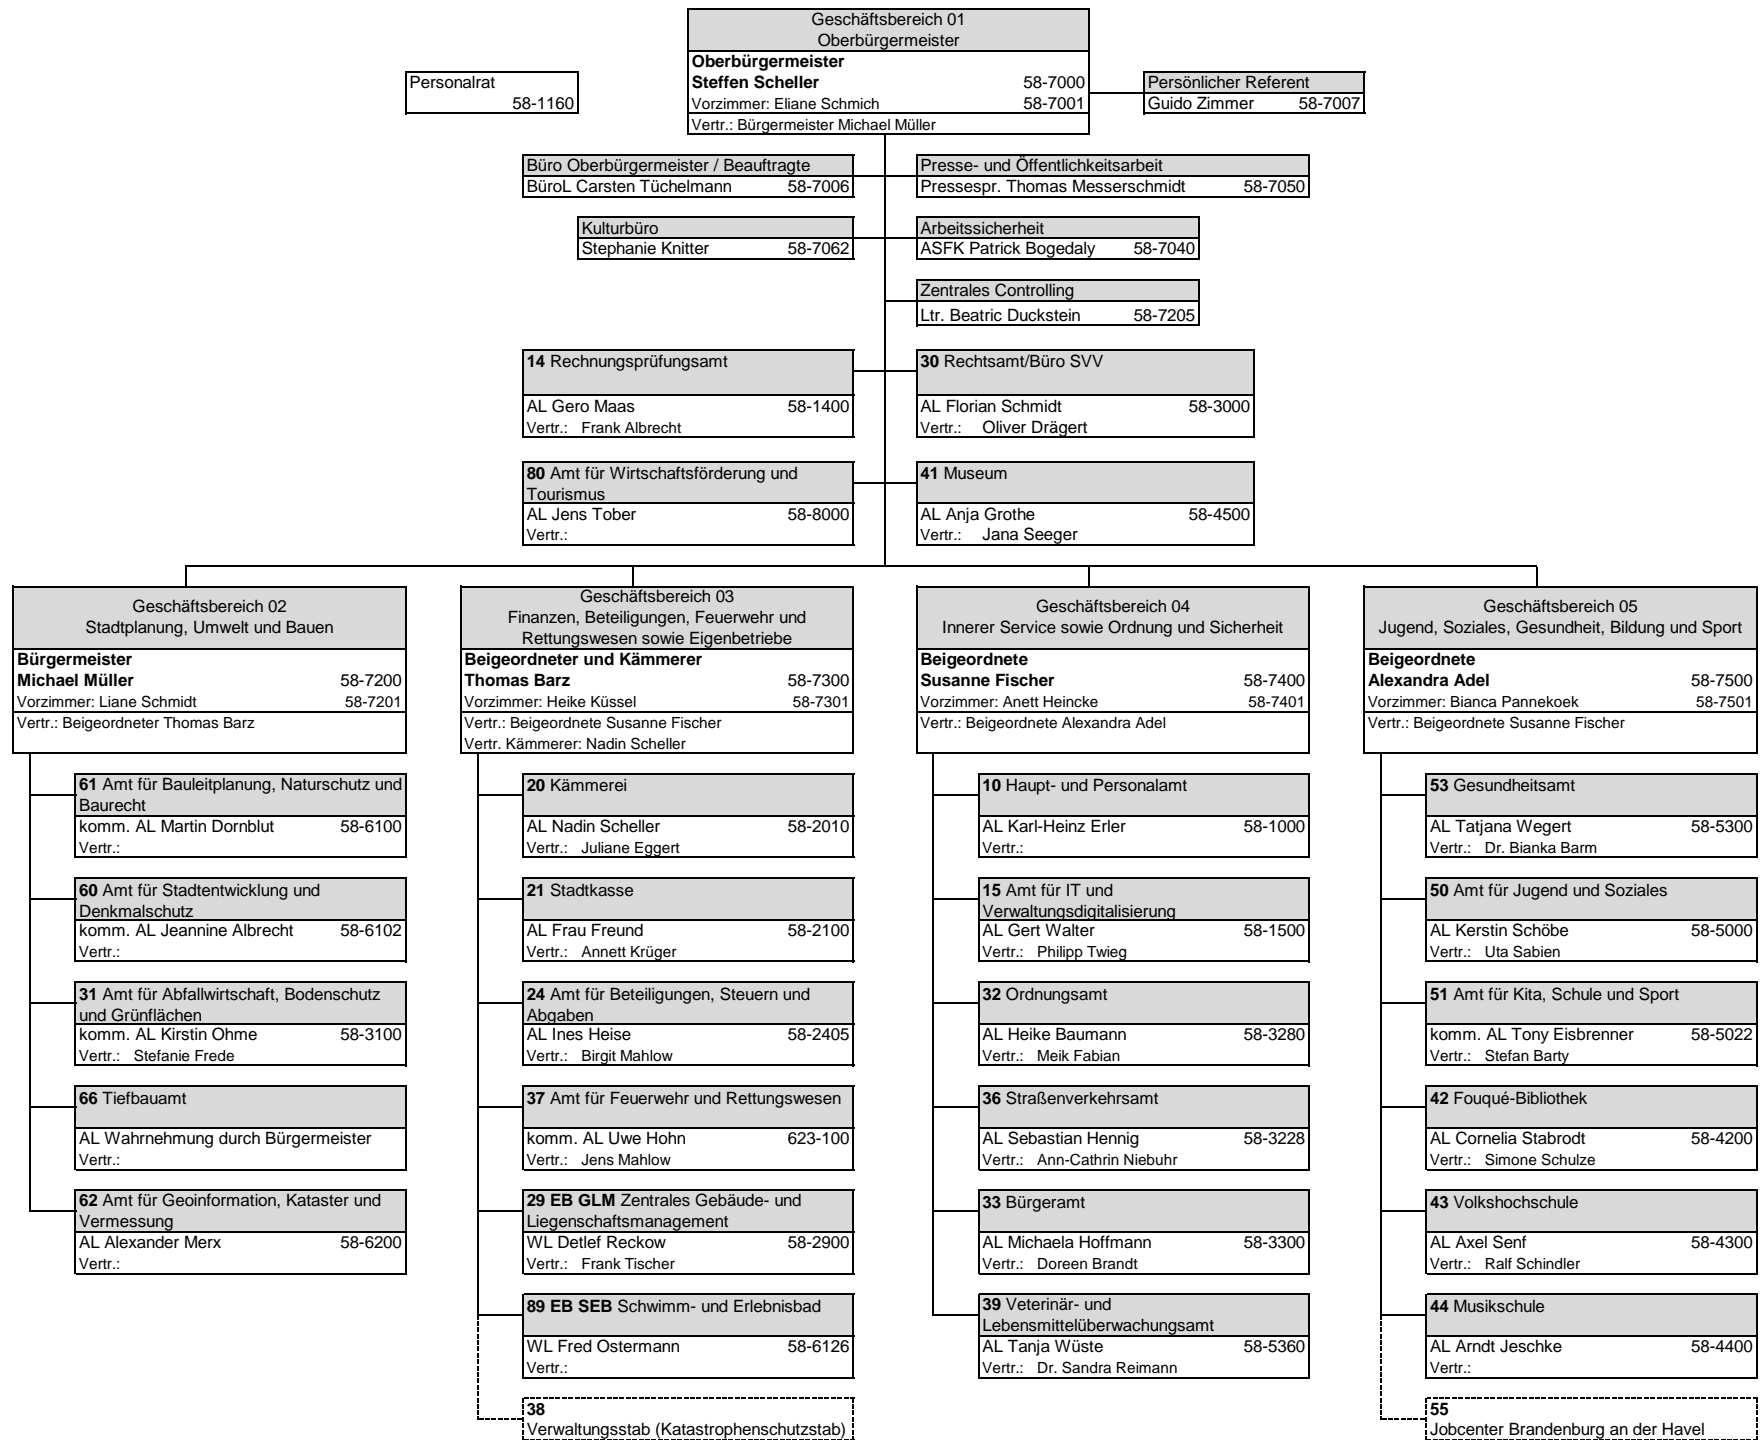 Geschäftsbereich 01
Oberbürgermeister
Oberbürgermeister
Steffen Scheller 58-7000
Vorzimmer: Eliane Schmich 58-7001
Vertr.: Bürgermeister Michael Müller
Personalrat
58-1160
Persönlicher Referent
Guido Zimmer 58-7007
Büro Oberbürgermeister / Beauftragte
BüroL Carsten Tüchelmann 58-7006
Presse- und Öffentlichkeitsarbeit
Pressespr. Thomas Messerschmidt 58-7050
Kulturbüro
Stephanie Knitter 58-7062
Arbeitssicherheit
ASFK Patrick Bogedaly 58-7040
Zentrales Controlling
Ltr. Beatric Duckstein 58-7205
14 Rechnungsprüfungsamt
AL Gero Maas 58-1400
Vertr.: Frank Albrecht
30 Rechtsamt/Büro SVV
AL Florian Schmidt 58-3000
Vertr.: Oliver Drägert
80 Amt für Wirtschaftsförderung und
Tourismus
AL Jens Tober 58-8000
Vertr.:
41 Museum
AL Anja Grothe 58-4500
Vertr.: Jana Seeger
Geschäftsbereich 02
Stadtplanung, Umwelt und Bauen
Bürgermeister
Michael Müller 58-7200
Vorzimmer: Liane Schmidt 58-7201
Vertr.: Beigeordneter Thomas Barz
61 Amt für Bauleitplanung, Naturschutz und
Baurecht
komm. AL Martin Dornblut 58-6100
Vertr.:
60 Amt für Stadtentwicklung und
Denkmalschutz
komm. AL Jeannine Albrecht 58-6102
Vertr.:
31 Amt für Abfallwirtschaft, Bodenschutz
und Grünflächen
komm. AL Kirstin Ohme 58-3100
Vertr.: Stefanie Frede
66 Tiefbauamt
AL Wahrnehmung durch Bürgermeister
Vertr.:
62 Amt für Geoinformation, Kataster und
Vermessung
AL Alexander Merx 58-6200
Vertr.:
Geschäftsbereich 03
Finanzen, Beteiligungen, Feuerwehr und
Rettungswesen sowie Eigenbetriebe
Beigeordneter und Kämmerer
Thomas Barz 58-7300
Vorzimmer: Heike Küssel 58-7301
Vertr.: Beigeordnete Susanne Fischer
Vertr. Kämmerer: Nadin Scheller
20 Kämmerei
AL Nadin Scheller 58-2010
Vertr.: Juliane Eggert
21 Stadtkasse
AL Frau Freund 58-2100
Vertr.: Annett Krüger
24 Amt für Beteiligungen, Steuern und
Abgaben
AL Ines Heise 58-2405
Vertr.: Birgit Mahlow
37 Amt für Feuerwehr und Rettungswesen
komm. AL Uwe Hohn 623-100
Vertr.: Jens Mahlow
29 EB GLM Zentrales Gebäude- und
Liegenschaftsmanagement
WL Detlef Reckow 58-2900
Vertr.: Frank Tischer
89 EB SEB Schwimm- und Erlebnisbad
WL Fred Ostermann 58-6126
Vertr.:
38
Verwaltungsstab (Katastrophenschutzstab)
Geschäftsbereich 04
Innerer Service sowie Ordnung und Sicherheit
Beigeordnete
Susanne Fischer 58-7400
Vorzimmer: Anett Heincke 58-7401
Vertr.: Beigeordnete Alexandra Adel
10 Haupt- und Personalamt
AL Karl-Heinz Erler 58-1000
Vertr.:
15 Amt für IT und
Verwaltungsdigitalisierung
AL Gert Walter 58-1500
Vertr.: Philipp Twieg
32 Ordnungsamt
AL Heike Baumann 58-3280
Vertr.: Meik Fabian
36 Straßenverkehrsamt
AL Sebastian Hennig 58-3228
Vertr.: Ann-Cathrin Niebuhr
33 Bürgeramt
AL Michaela Hoffmann 58-3300
Vertr.: Doreen Brandt
39 Veterinär- und
Lebensmittelüberwachungsamt
AL Tanja Wüste 58-5360
Vertr.: Dr. Sandra Reimann
Geschäftsbereich 05
Jugend, Soziales, Gesundheit, Bildung und Sport
Beigeordnete
Alexandra Adel 58-7500
Vorzimmer: Bianca Pannekoek 58-7501
Vertr.: Beigeordnete Susanne Fischer
53 Gesundheitsamt
AL Tatjana Wegert 58-5300
Vertr.: Dr. Bianka Barm
50 Amt für Jugend und Soziales
AL Kerstin Schöbe 58-5000
Vertr.: Uta Sabien
51 Amt für Kita, Schule und Sport
komm. AL Tony Eisbrenner 58-5022
Vertr.: Stefan Barty
42 Fouqué-Bibliothek
AL Cornelia Stabrodt 58-4200
Vertr.: Simone Schulze
43 Volkshochschule
AL Axel Senf 58-4300
Vertr.: Ralf Schindler
44 Musikschule
AL Arndt Jeschke 58-4400
Vertr.:
55
Jobcenter Brandenburg an der Havel